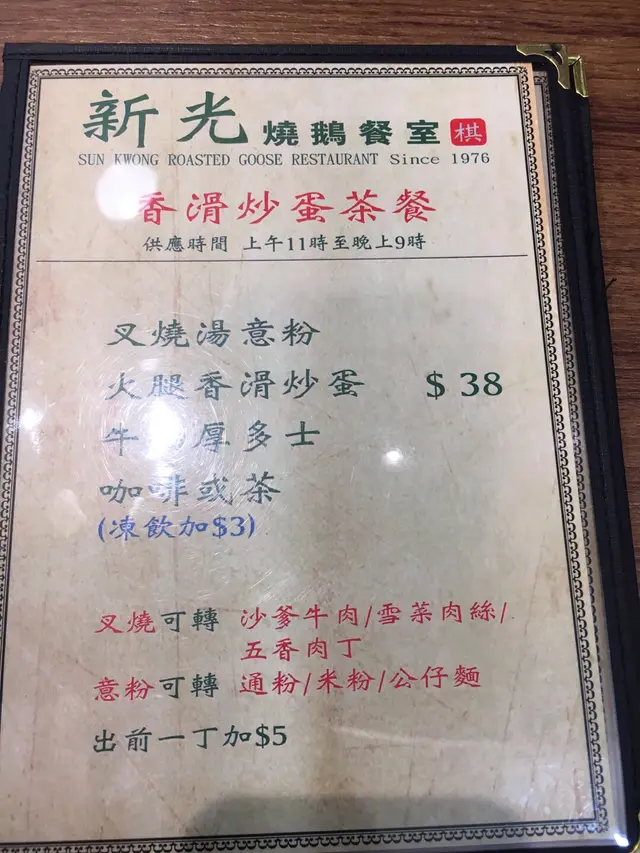 新光燒鵝餐室 棋
SUN KWONG ROASTED GOOSE RESTAURANT Since 1976
香滑炒蛋茶餐
供應時間 上午11時至晚上9時
叉燒湯意粉
火腿香滑炒蛋 $38
牛 厚多士
咖啡或茶
(凍飲加$3)
叉燒可轉 沙爹牛肉/雪菜肉絲/
五香肉丁
意粉可轉 通粉/米粉/公仔麵
出前一丁加$5